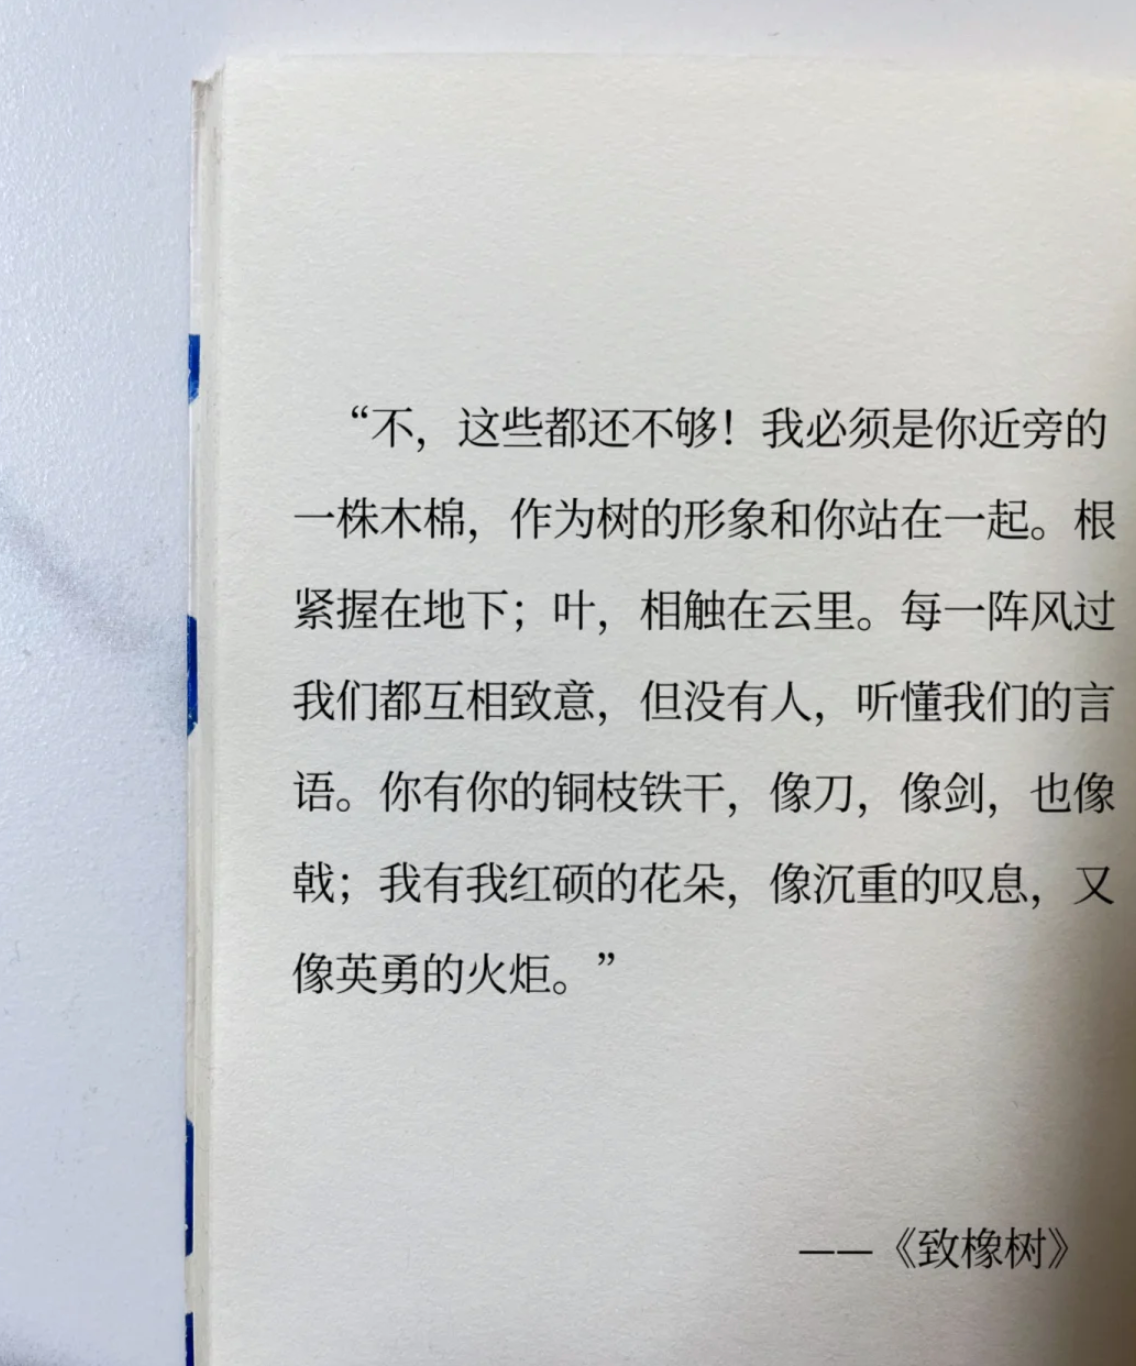 “不，这些都还不够！我必须是你近旁的
一株木棉，作为树的形象和你站在一起。根
紧握在地下；叶，相触在云里。每一阵风过
我们都互相致意，但没有人，听懂我们的言
语。你有你的铜枝铁干，像刀，像剑，也像
戟；我有我红硕的花朵，像沉重的叹息，又
像英勇的火炬。”
——《致橡树》